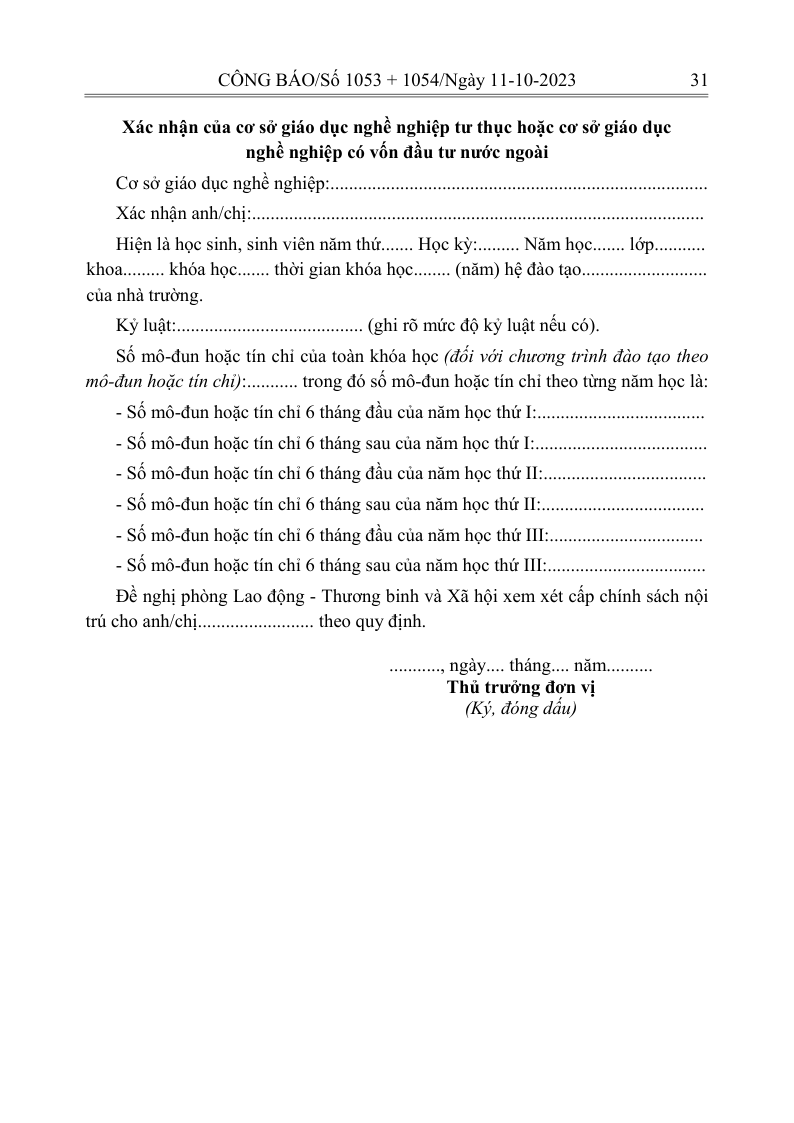 CÔNG BÁO/Số 1053 + 1054/Ngày 11-10-2023 31
Xác nhận của cơ sở giáo dục nghề nghiệp tư thục hoặc cơ sở giáo dục
nghề nghiệp có vốn đầu tư nước ngoài
Cơ sở giáo dục nghề nghiệp:.................................................................................
Xác nhận anh/chị:.................................................................................................
Hiện là học sinh, sinh viên năm thứ....... Học kỳ:......... Năm học....... lớp...........
khoa......... khóa học....... thời gian khóa học........ (năm) hệ đào tạo...........................
của nhà trường.
Kỷ luật:........................................ (ghi rõ mức độ kỷ luật nếu có).
Số mô-đun hoặc tín chỉ của toàn khóa học (đối với chương trình đào tạo theo
mô-đun hoặc tín chỉ):........... trong đó số mô-đun hoặc tín chỉ theo từng năm học là:
- Số mô-đun hoặc tín chỉ 6 tháng đầu của năm học thứ I:....................................
- Số mô-đun hoặc tín chỉ 6 tháng sau của năm học thứ I:.....................................
- Số mô-đun hoặc tín chỉ 6 tháng đầu của năm học thứ II:...................................
- Số mô-đun hoặc tín chỉ 6 tháng sau của năm học thứ II:...................................
- Số mô-đun hoặc tín chỉ 6 tháng đầu của năm học thứ III:.................................
- Số mô-đun hoặc tín chỉ 6 tháng sau của năm học thứ III:..................................
Đề nghị phòng Lao động - Thương binh và Xã hội xem xét cấp chính sách nội
trú cho anh/chị......................... theo quy định.
..........., ngày.... tháng.... năm..........
Thủ trưởng đơn vị
(Ký, đóng dấu)